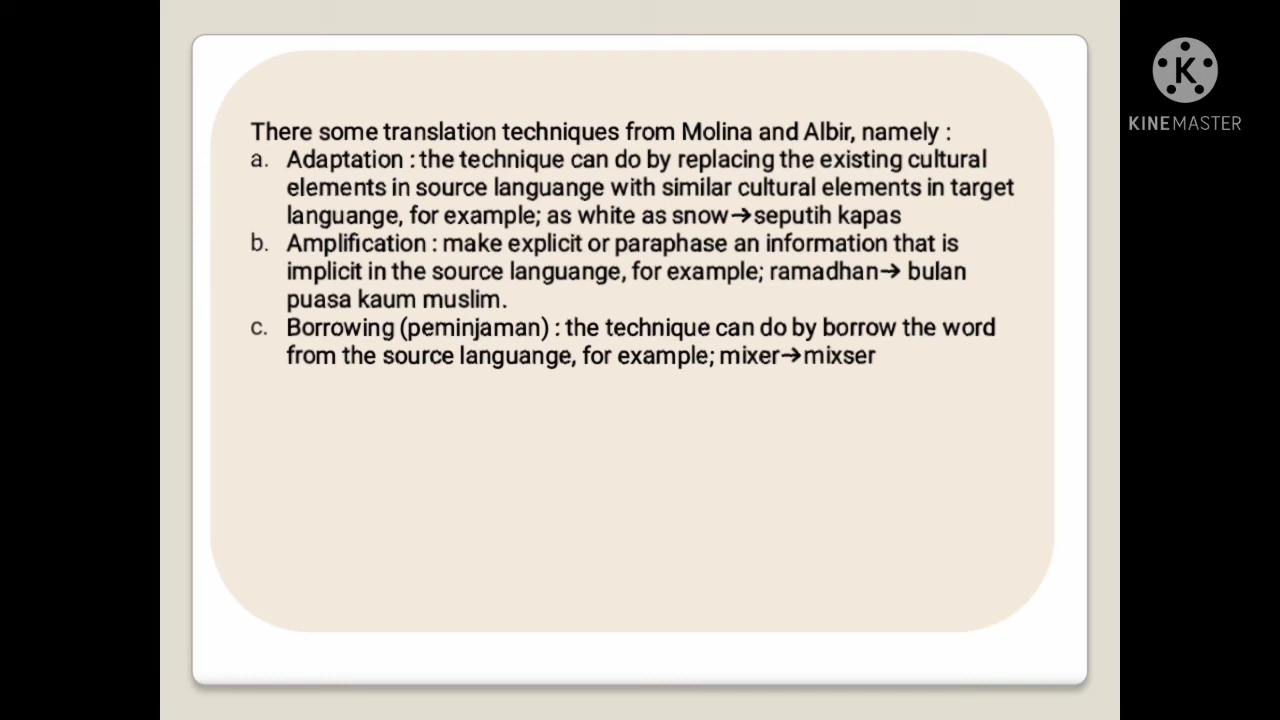 There some translation techniques from Molina and Albir, namely :
a. Adaptation : the technique can do by replacing the existing cultural
elements in source languange with similar cultural elements in target
languange, for example; as white as snow→seputih kapas
b. Amplification : make explicit or paraphase an information that is
implicit in the source languange, for example; ramadhan→ bulan
puasa kaum muslim.
c. Borrowing (peminjaman) : the technique can do by borrow the word
from the source languange, for example; mixer→mixser
K
KINEMASTER